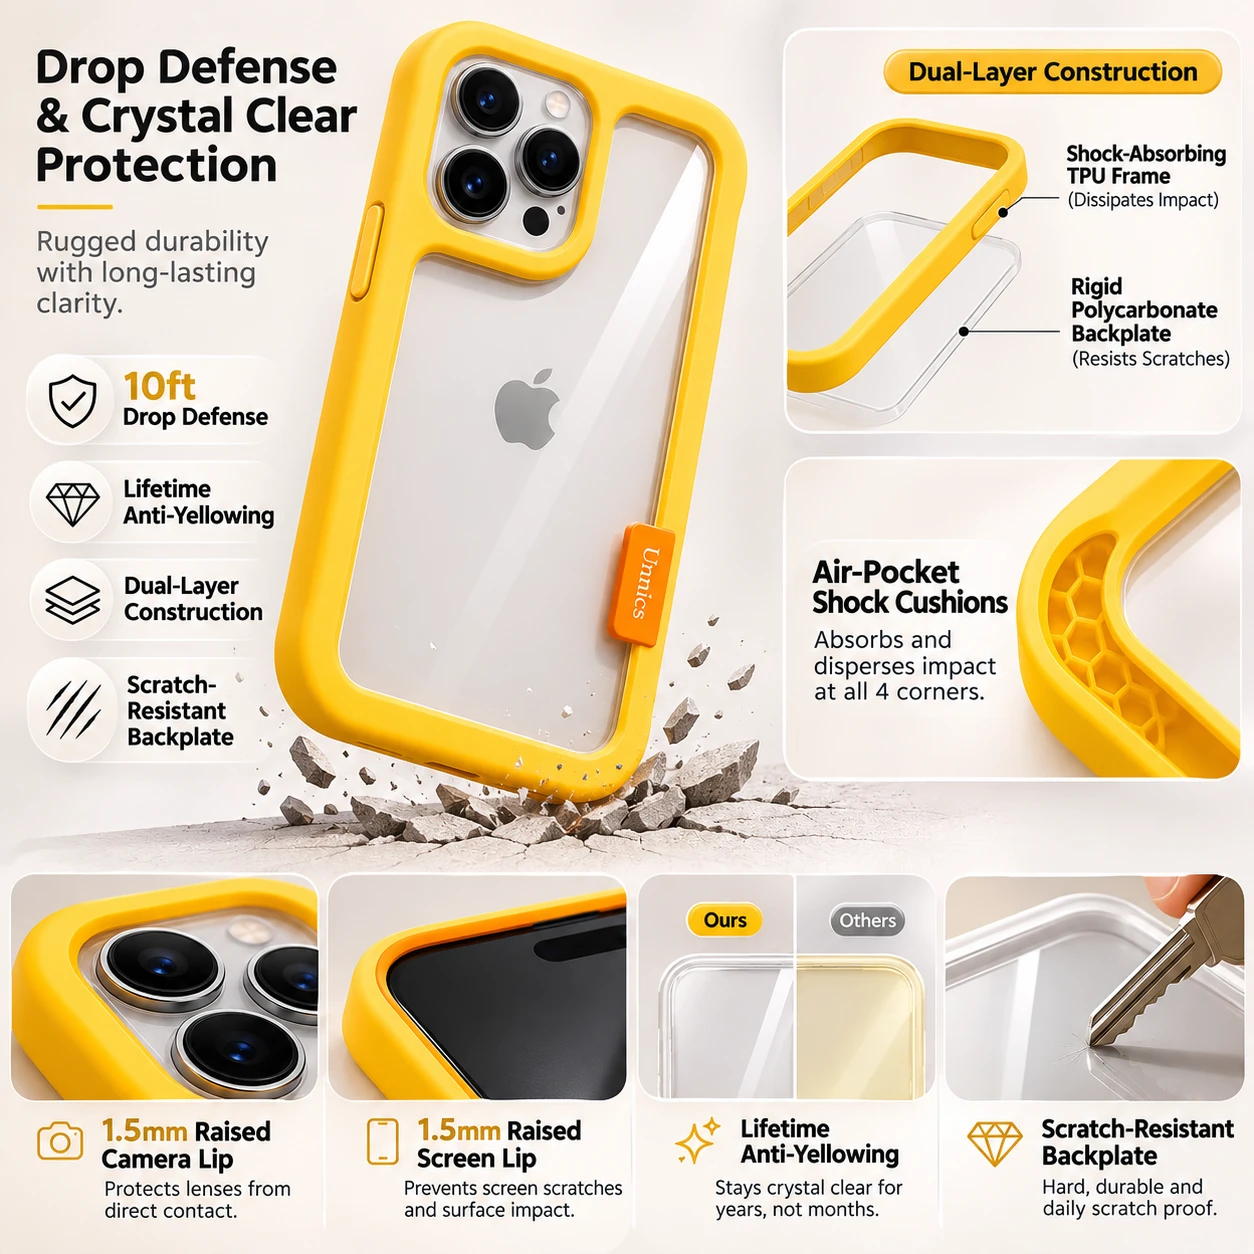 Drop Defense
& Crystal Clear
Protection
Rugged durability
with long-lasting
clarity.
10ft
Drop Defense
Lifetime
Anti-Yellowing
Dual-Layer
Construction
Scratch-
Resistant
Backplate
Unnics
Dual-Layer Construction
Shock-Absorbing
TPU Frame
(Dissipates Impact)
Rigid
Polycarbonate
Backplate
(Resists Scratches)
Air-Pocket
Shock Cushions
Absorbs and
disperses impact
at all 4 corners.
1.5mm Raised
Camera Lip
Protects lenses from
direct contact.
1.5mm Raised
Screen Lip
Prevents screen scratches
and surface impact.
Ours
Others
Lifetime
Anti-Yellowing
Stays crystal clear for
years, not months.
Scratch-Resistant
Backplate
Hard, durable and
daily scratch proof.